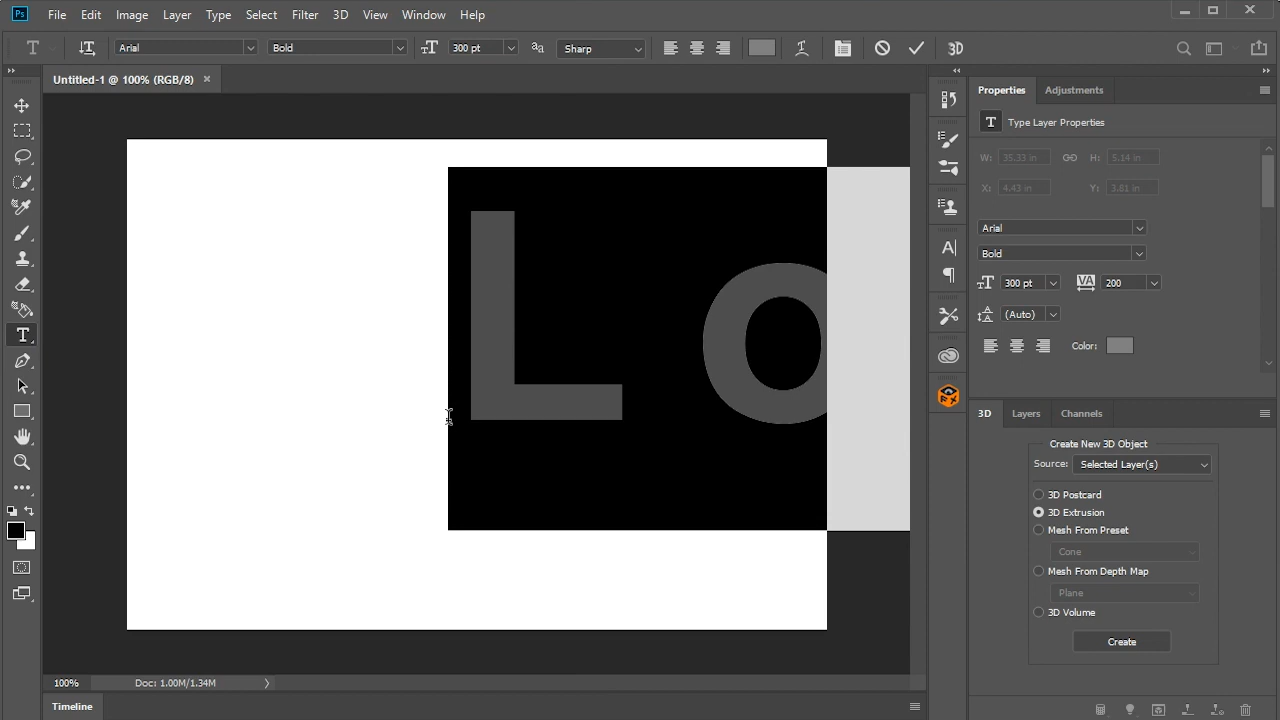 Ps File Edit Image Layer Type Select Filter 3D View Window Help
T Arial Bold 300 pt aa Sharp 3D
Untitled-1 @ 100% (RGB/8) ×
Properties Adjustments
T Type Layer Properties
W: 35.33 in H: 5.14 in
X: 4.43 in Y: 3.81 in
Arial
Bold
300 pt VA 200
(Auto)
Color:
Lo
3D Layers Channels
Create New 3D Object
Source: Selected Layer(s)
3D Postcard
3D Extrusion
Mesh From Preset
Cone
Mesh From Depth Map
Plane
3D Volume
Create
100% Doc: 1.00M/1.34M
Timeline